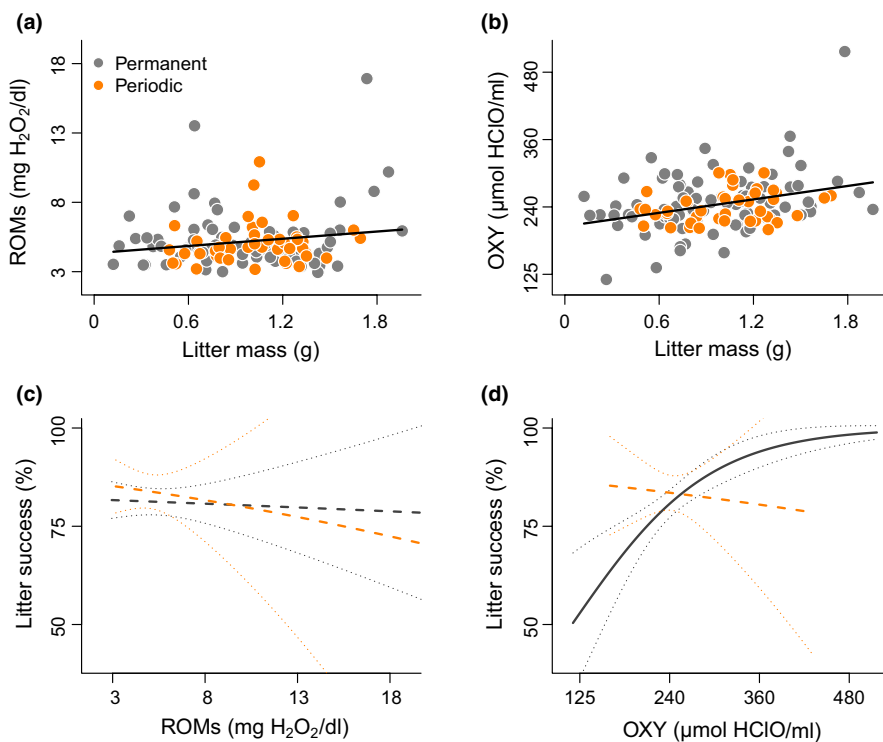 (a)
ROMs (mg H₂O₂/dl)
18
13
8
3
Permanent
Periodic
0
0.6
1.2
1.8
Litter mass (g)
(b)
OXY (µmol HClO/ml)
480
360
240
125
0
0.6
1.2
1.8
Litter mass (g)
(c)
Litter success (%)
100
75
50
3
8
13
18
ROMs (mg H₂O₂/dl)
(d)
Litter success (%)
100
75
50
125
240
360
480
OXY (µmol HClO/ml)